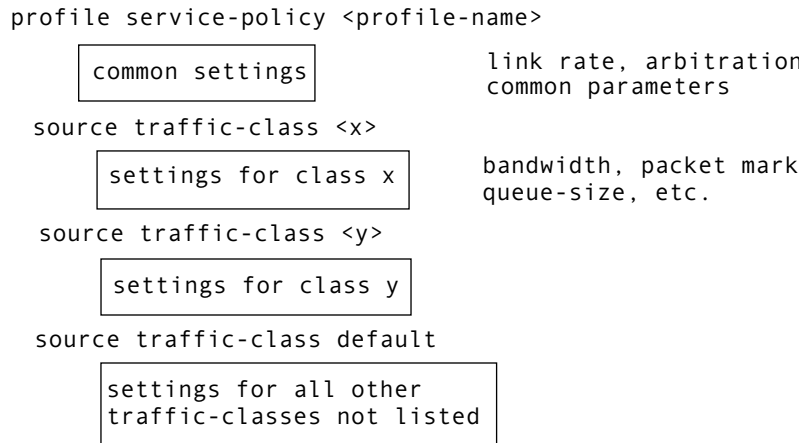 profile service-policy <profile-name>
common settings
link rate, arbitration
common parameters
source traffic-class <x>
settings for class x
bandwidth, packet mark
queue-size, etc.
source traffic-class <y>
settings for class y
source traffic-class default
settings for all other
traffic-classes not listed